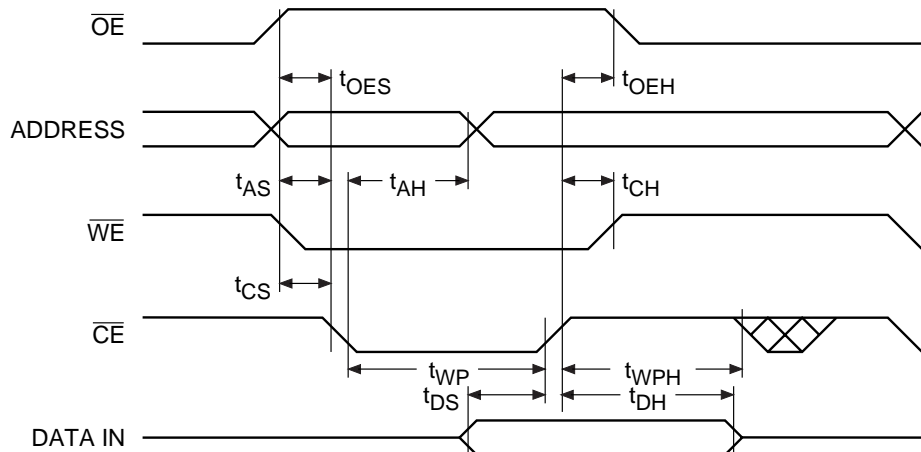 OE
tOES
tOEH
ADDRESS
tAS
tAH
tCH
WE
tCS
CE
tWP
tWPH
tDS
tDH
DATA IN